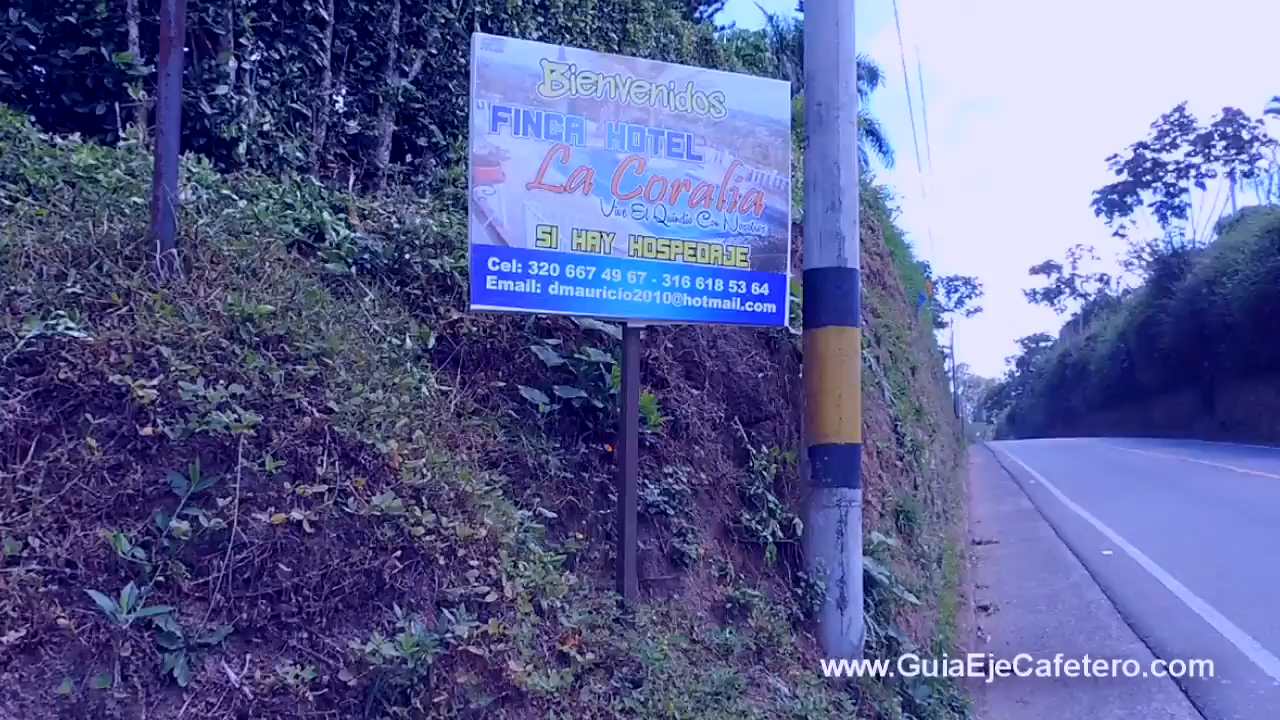 Bienvenidos
FINCA HOTEL
La Coralia
Vive El Quindio Con Nosotros
SI HAY HOSPEDAJE
Cel: 320 667 49 67 - 316 618 53 64
Email: dmauricio2010@hotmail.com
www.GuiaEjeCafetero.com